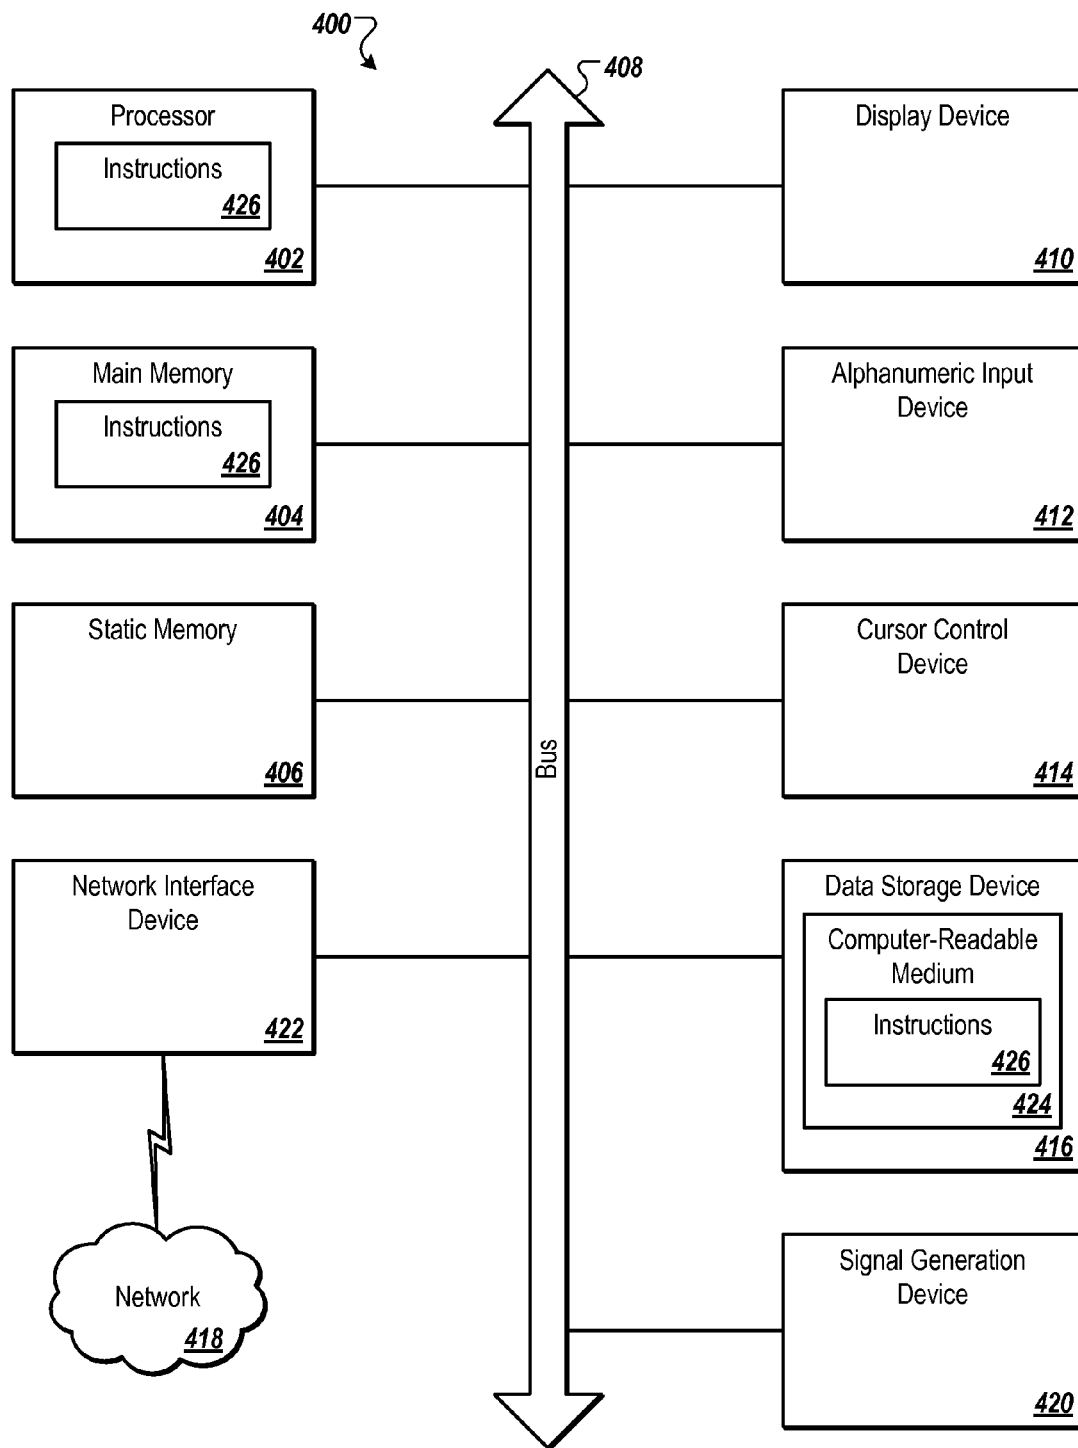 400
408
Processor
Instructions
426
402
Main Memory
Instructions
426
404
Static Memory
406
Network Interface
Device
422
Network
418
Bus
Display Device
410
Alphanumeric Input
Device
412
Cursor Control
Device
414
Data Storage Device
Computer-Readable
Medium
Instructions
426
424
416
Signal Generation
Device
420